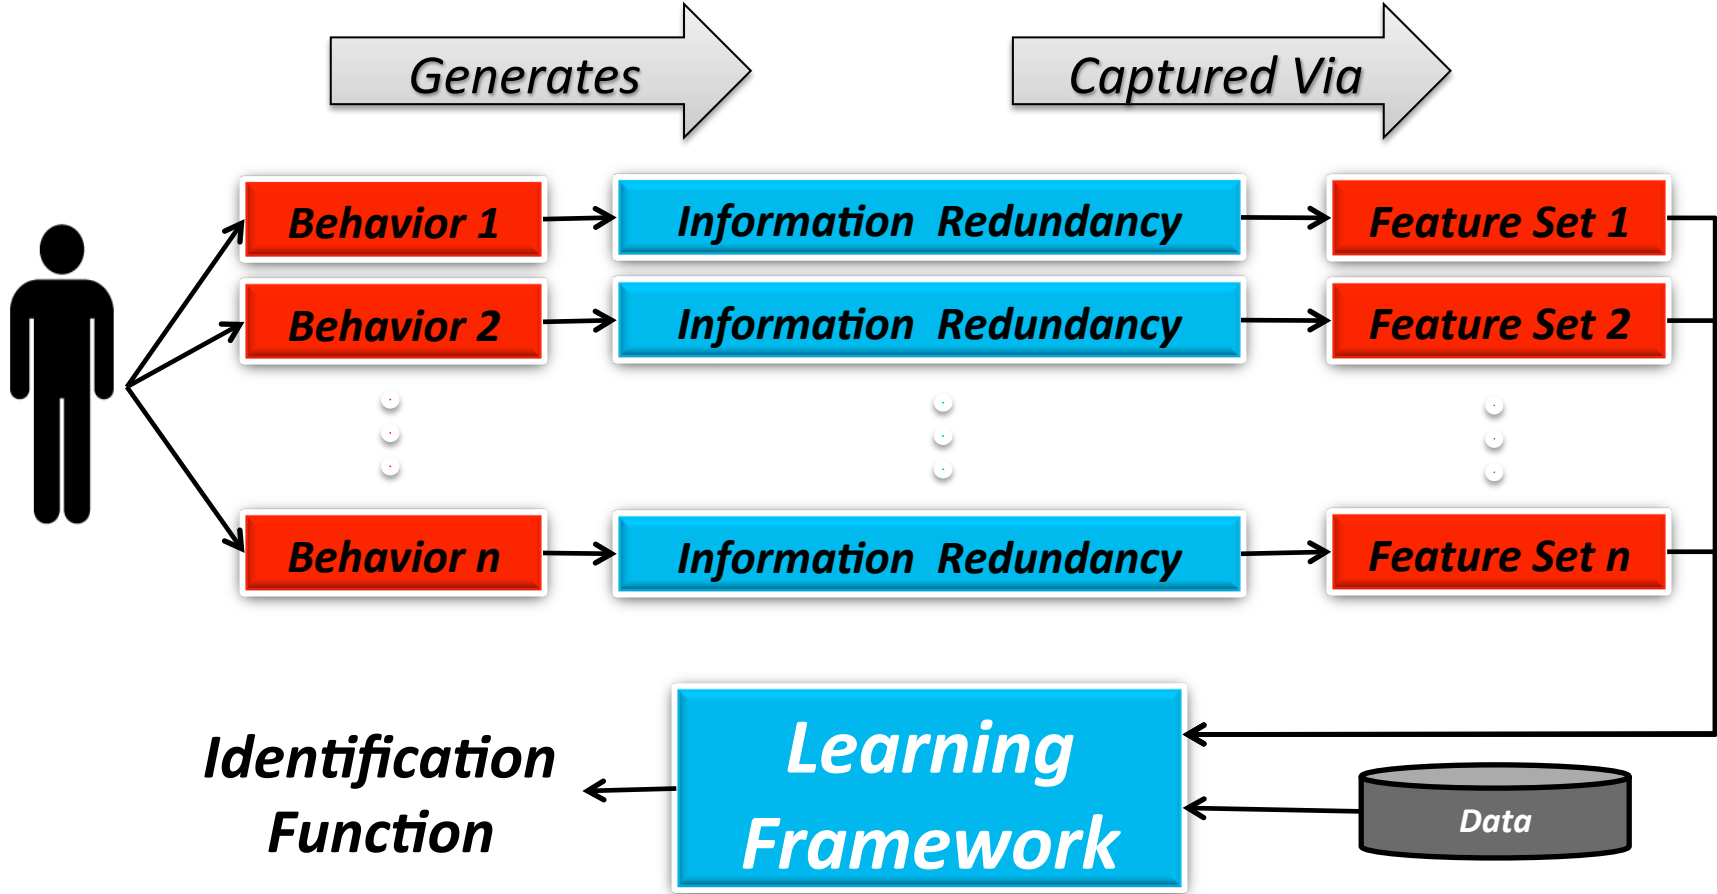 Generates
Captured Via
Behavior 1
Information Redundancy
Feature Set 1
Behavior 2
Information Redundancy
Feature Set 2
Behavior n
Information Redundancy
Feature Set n
Learning
Framework
Identification
Function
Data